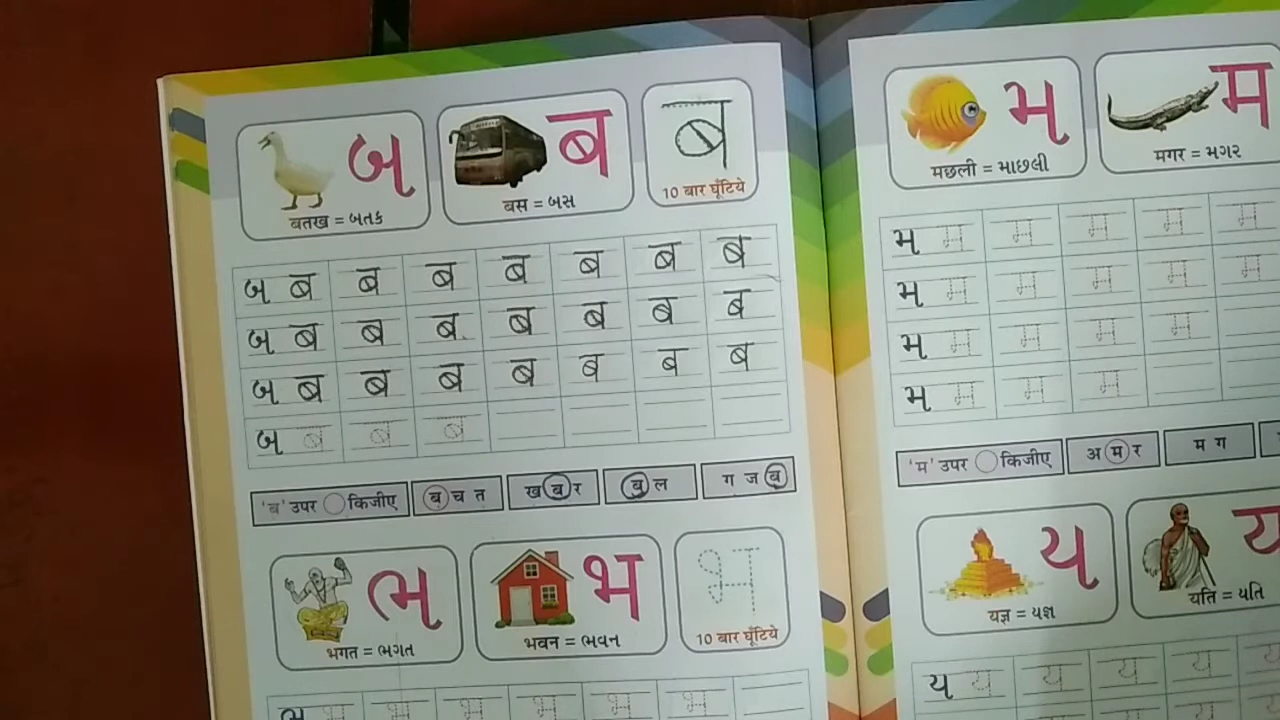 બ ब ब
बतख = બતક बस = બસ 10 बार घूँटिये
બ ब ब ब ब ब ब ब
બ ब ब ब ब ब ब ब
બ ब ब ब ब ब ब ब
બ ब ब ब
'ब' उपर ◯ किजीए ब च त ख ब र बु ल ग ज ब
ભ भ भ
भगत = ભગત भवन = ભવન 10 बार घूँटिये
ભ भ भ भ भ भ भ
મ म
मछली = માછલી मगर = મગર
મ म म म म म
મ म म म म म
મ म म म म
મ म म म
'म' उपर ◯ किजीए अ म र म ग
ય य
यज्ञ = યજ્ઞ यति = યતિ
ય य य य य य